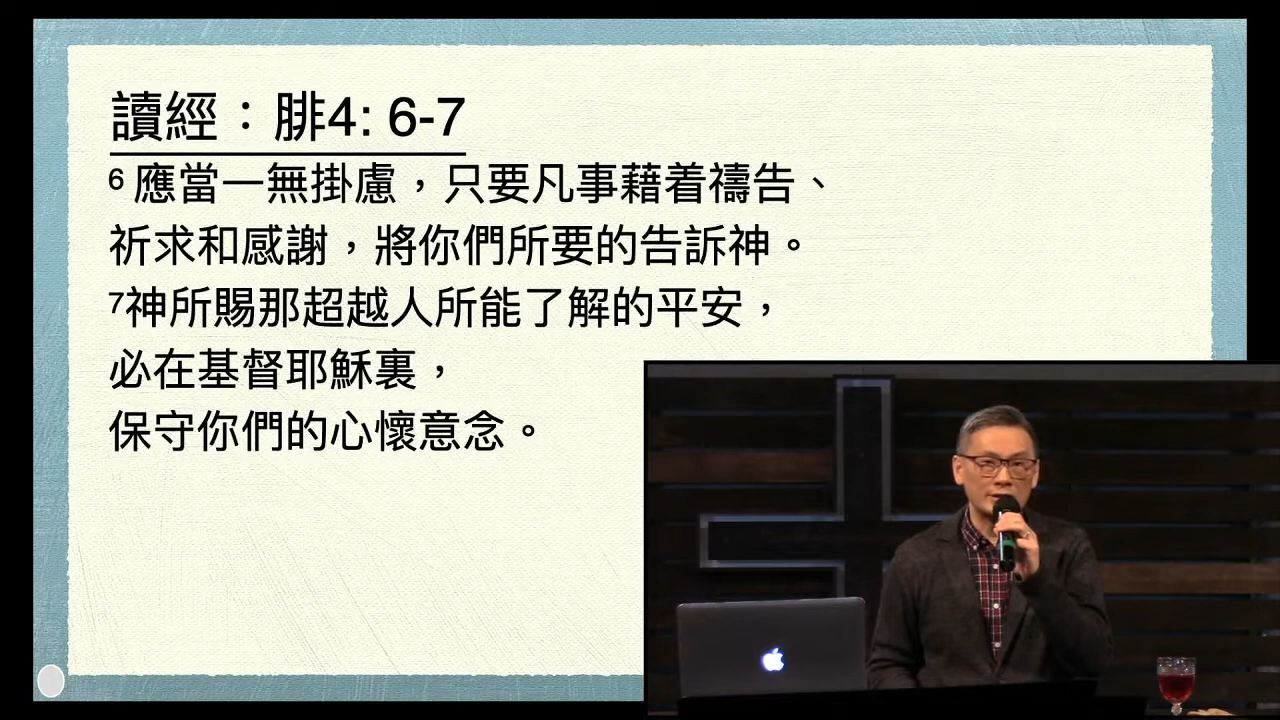 讀經：腓4: 6-7
6 應當一無掛慮，只要凡事藉着禱告、
祈求和感謝，將你們所要的告訴神。
7神所賜那超越人所能了解的平安，
必在基督耶穌裏，
保守你們的心懷意念。